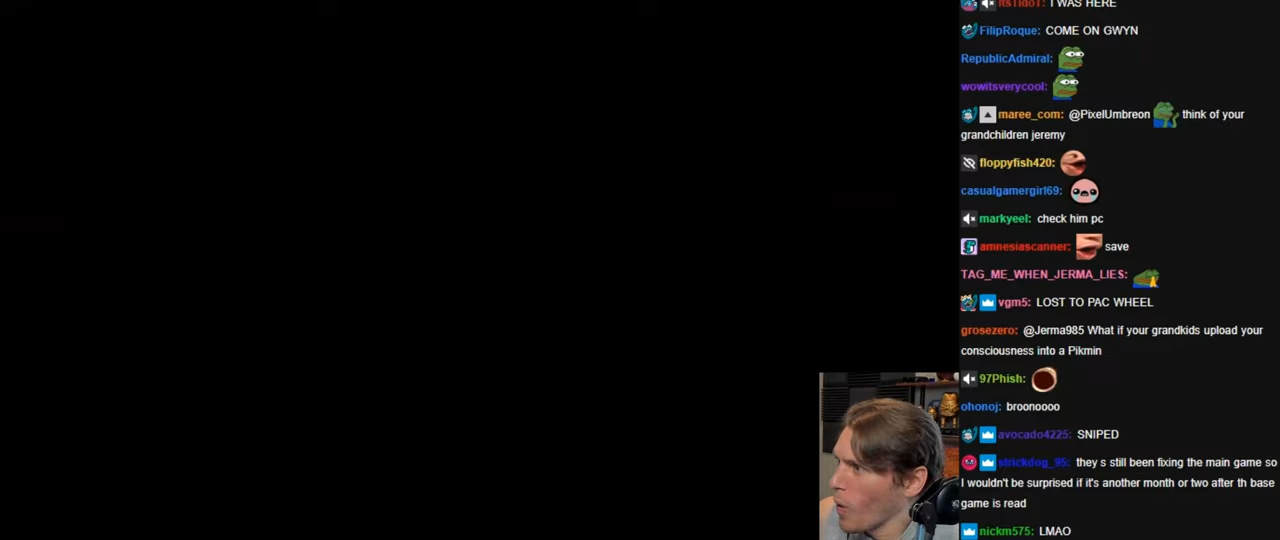 ItsTidoT: I WAS HERE
FilipRoque: COME ON GWYN
RepublicAdmiral:
wowitsverycool:
maree_com: @PixelUmbreon think of your
grandchildren jeremy
floppyfish420:
casualgamergirl69:
markyeel: check him pc
amnesiascanner: save
TAG_ME_WHEN_JERMA_LIES:
vgm5: LOST TO PAC WHEEL
grosezero: @Jerma985 What if your grandkids upload your
consciousness into a Pikmin
97Phish:
ohonoj: broonoooo
avocado4225: SNIPED
strickdog_95: they s still been fixing the main game so
I wouldn't be surprised if it's another month or two after th base
game is read
nickm575: LMAO